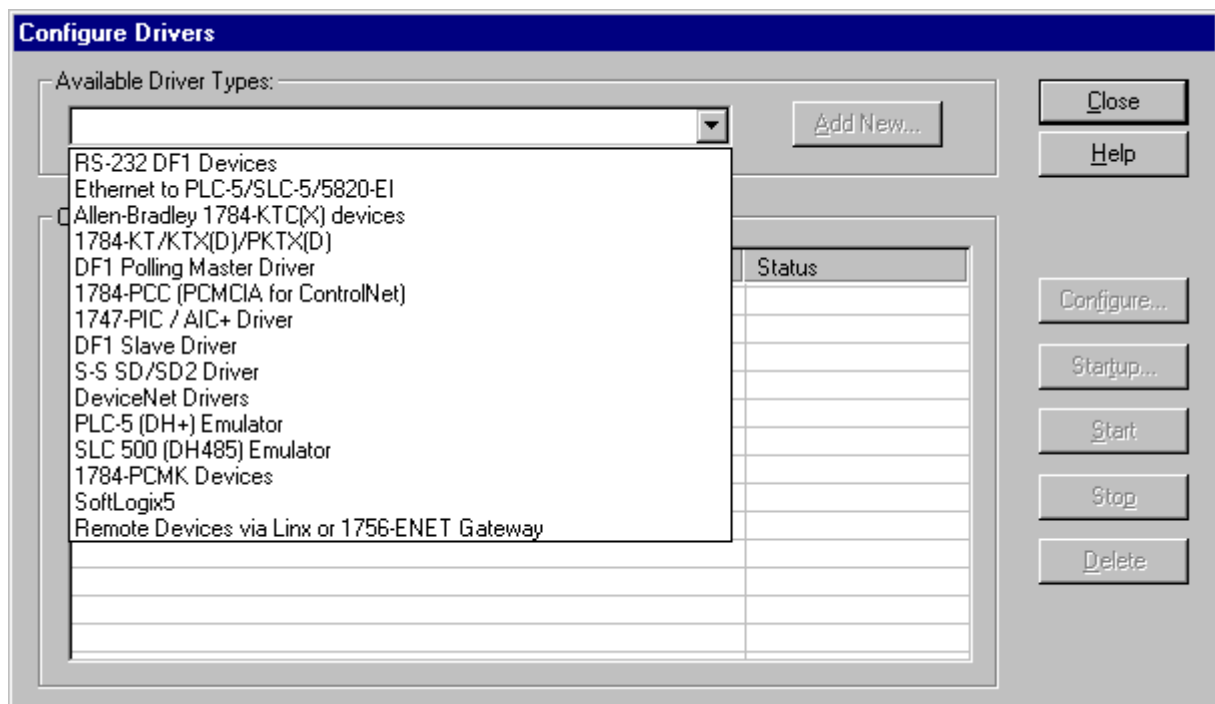 Configure Drivers
Available Driver Types:
Add New...
Close
Help
RS-232 DF1 Devices
Ethernet to PLC-5/SLC-5/5820-EI
Allen-Bradley 1784-KTC(X) devices
1784-KT/KTX(D)/PKTX(D)
DF1 Polling Master Driver
1784-PCC (PCMCIA for ControlNet)
1747-PIC / AIC+ Driver
DF1 Slave Driver
S-S SD/SD2 Driver
DeviceNet Drivers
PLC-5 (DH+) Emulator
SLC 500 (DH485) Emulator
1784-PCMK Devices
SoftLogix5
Remote Devices via Linx or 1756-ENET Gateway
Status
Configure...
Startup...
Start
Stop
Delete